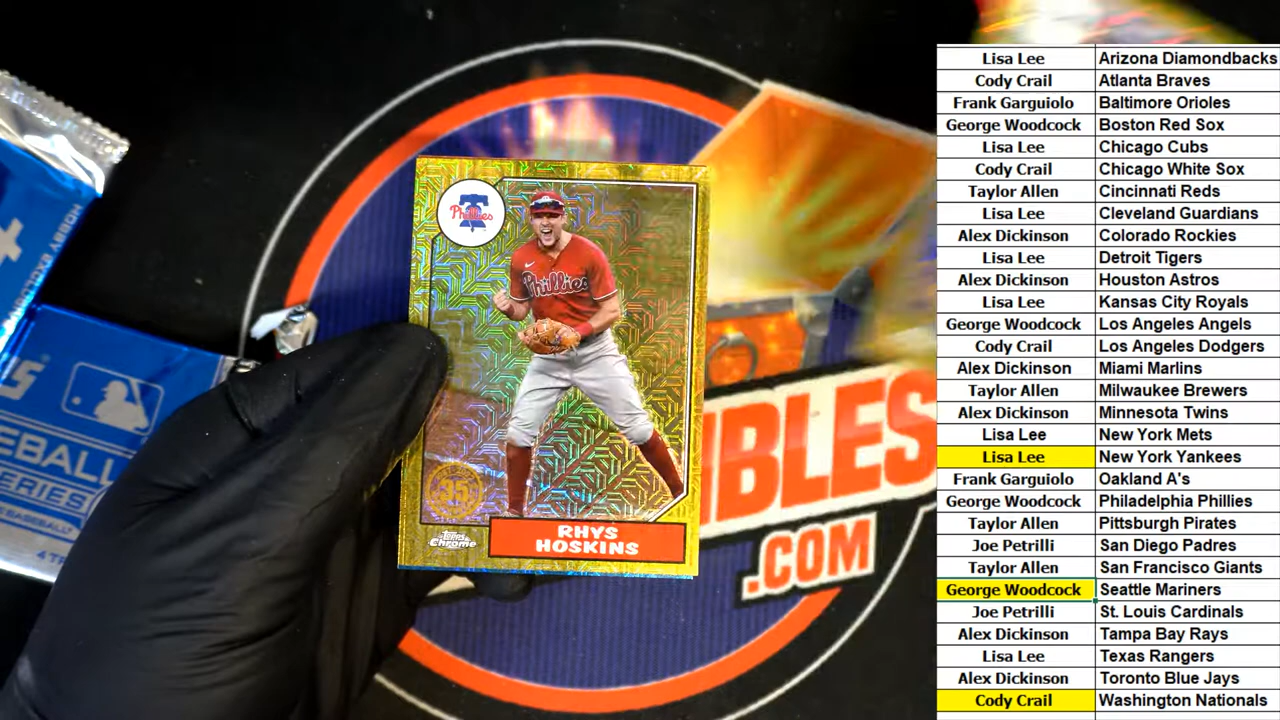 Lisa Lee Arizona Diamondbacks
Cody Crail Atlanta Braves
Frank Garguiolo Baltimore Orioles
George Woodcock Boston Red Sox
Lisa Lee Chicago Cubs
Cody Crail Chicago White Sox
Taylor Allen Cincinnati Reds
Lisa Lee Cleveland Guardians
Alex Dickinson Colorado Rockies
Lisa Lee Detroit Tigers
Alex Dickinson Houston Astros
Lisa Lee Kansas City Royals
George Woodcock Los Angeles Angels
Cody Crail Los Angeles Dodgers
Alex Dickinson Miami Marlins
Taylor Allen Milwaukee Brewers
Alex Dickinson Minnesota Twins
Lisa Lee New York Mets
Lisa Lee New York Yankees
Frank Garguiolo Oakland A's
George Woodcock Philadelphia Phillies
Taylor Allen Pittsburgh Pirates
Joe Petrilli San Diego Padres
Taylor Allen San Francisco Giants
George Woodcock Seattle Mariners
Joe Petrilli St. Louis Cardinals
Alex Dickinson Tampa Bay Rays
Lisa Lee Texas Rangers
Alex Dickinson Toronto Blue Jays
Cody Crail Washington Nationals
Phillies
Phillies
35
Topps
Chrome
RHYS
HOSKINS
IBLES
.COM
EBALL
SERIES